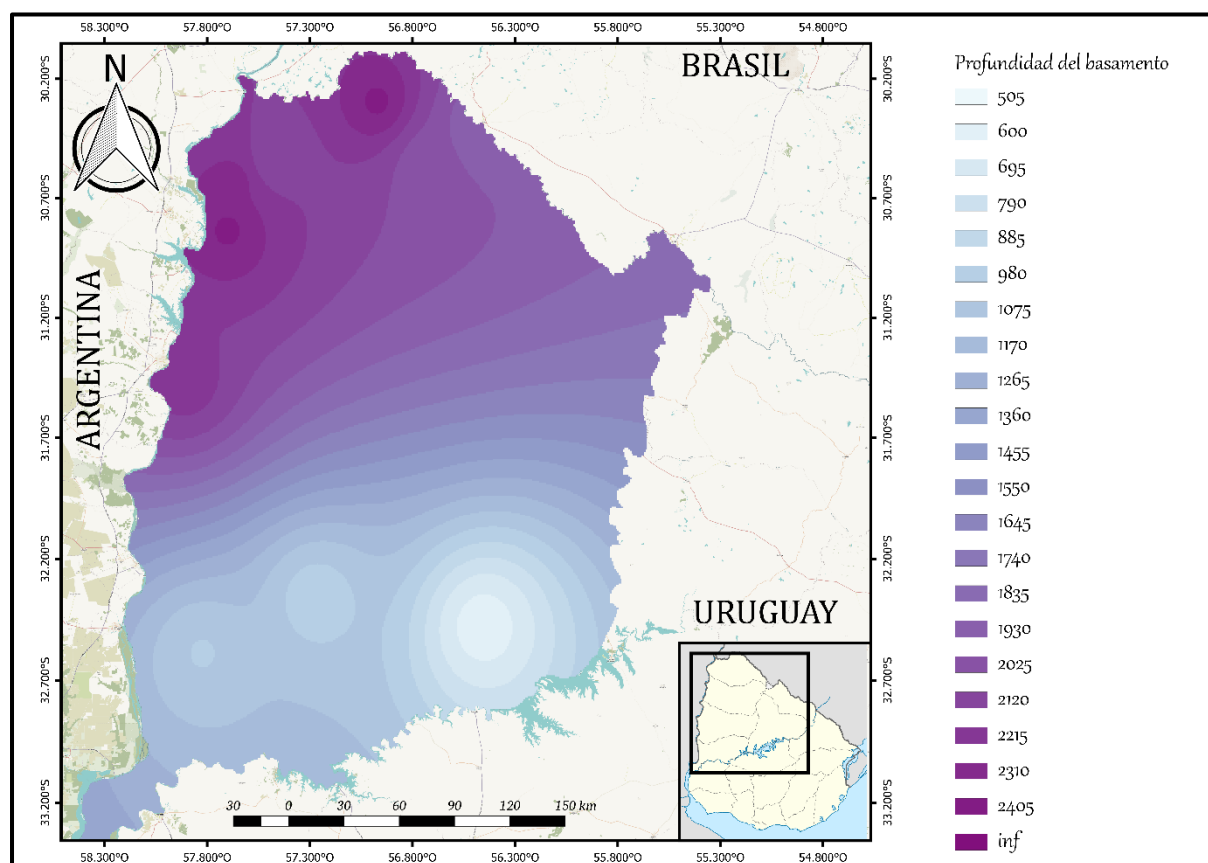 58.300°O 57.800°O 57.300°O 56.800°O 56.300°O 55.800°O 55.300°O 54.800°O
Profundidad del basamento
N
BRASIL
ARGENTINA
URUGUAY
30.200°S
30.700°S
31.200°S
31.700°S
32.200°S
32.700°S
33.200°S
30.200°S
30.700°S
31.200°S
31.700°S
32.200°S
32.700°S
33.200°S
505
600
695
790
885
980
1075
1170
1265
1360
1455
1550
1645
1740
1835
1930
2025
2120
2215
2310
2405
inf
30 0 30 60 90 120 150 km
58.300°O 57.800°O 57.300°O 56.800°O 56.300°O 55.800°O 55.300°O 54.800°O